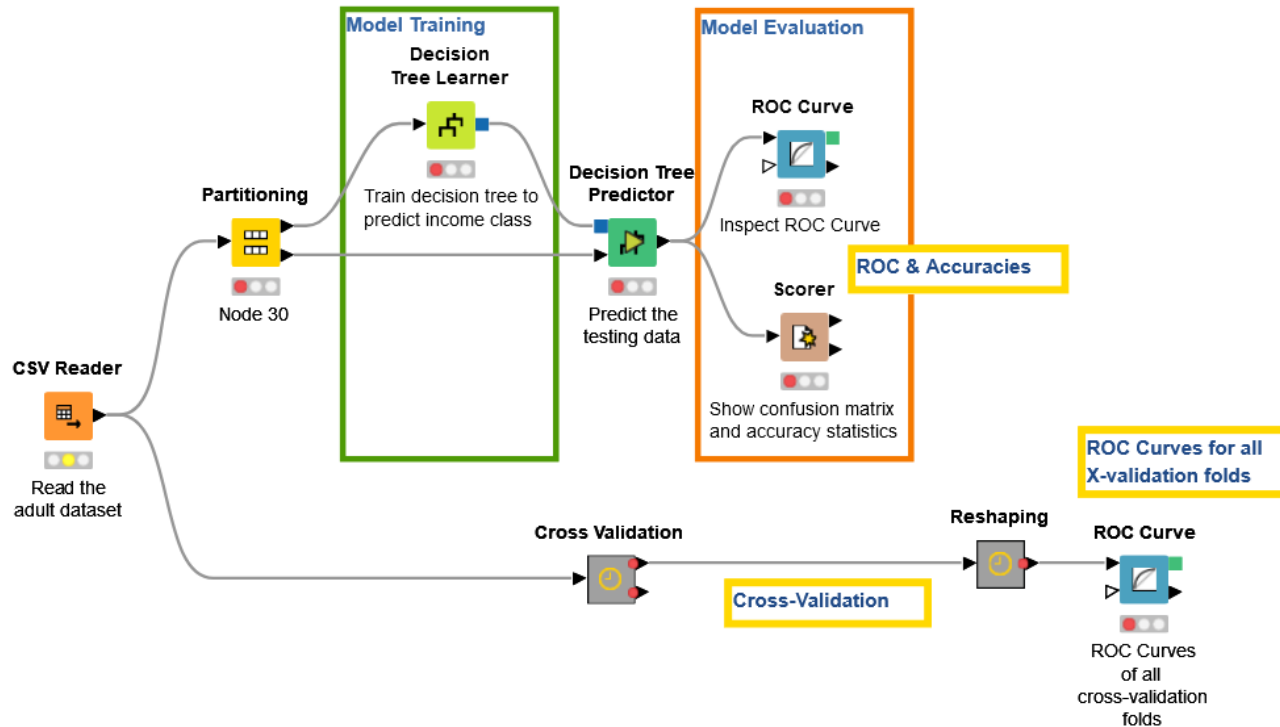 Model Training
Decision
Tree Learner
Train decision tree to
predict income class
Model Evaluation
ROC Curve
Inspect ROC Curve
Partitioning
Node 30
Decision Tree
Predictor
Predict the
testing data
ROC & Accuracies
Scorer
Show confusion matrix
and accuracy statistics
CSV Reader
Read the
adult dataset
Cross Validation
Cross-Validation
Reshaping
ROC Curves for all
X-validation folds
ROC Curve
ROC Curves
of all
cross-validation
folds